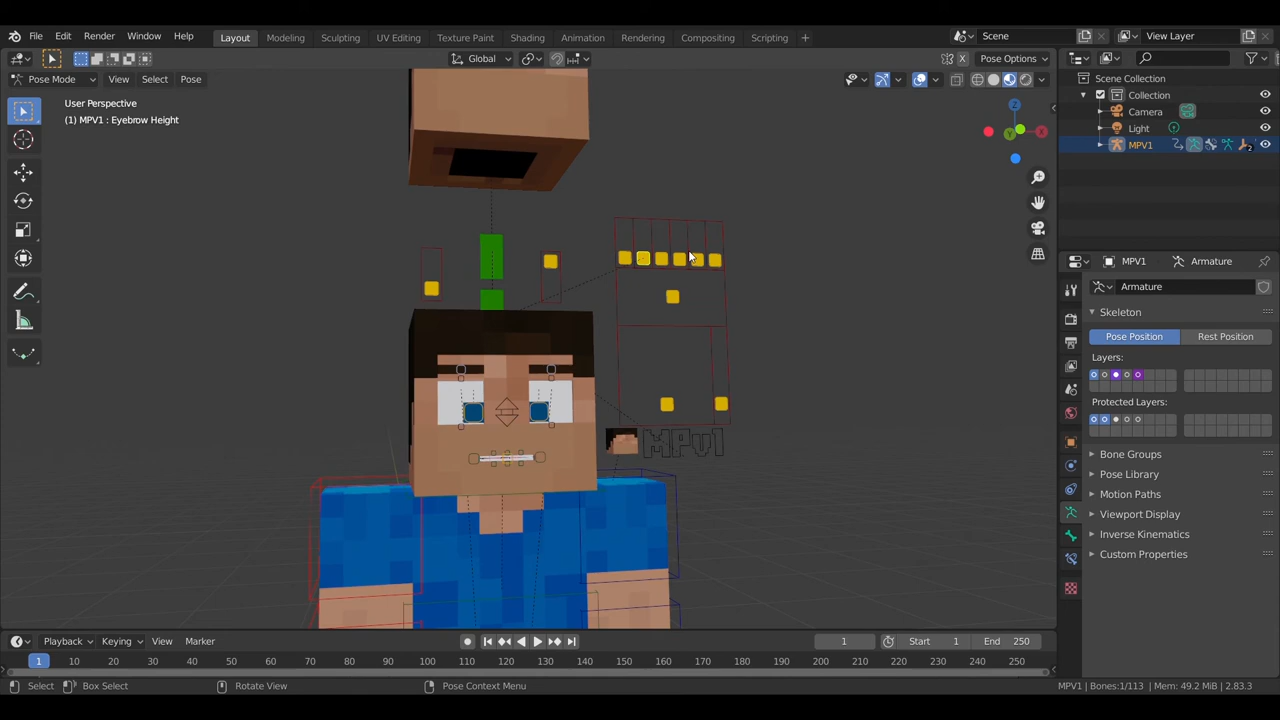 File Edit Render Window Help Layout Modeling Sculpting UV Editing Texture Paint Shading Animation Rendering Compositing Scripting + Scene View Layer
Global Pose Options
Pose Mode View Select Pose
User Perspective
(1) MPV1 : Eyebrow Height
Z
MPv1
Scene Collection
Collection
Camera
Light
MPV1 2
MPV1 Armature
Armature
Skeleton
Pose Position Rest Position
Layers:
Protected Layers:
Bone Groups
Pose Library
Motion Paths
Viewport Display
Inverse Kinematics
Custom Properties
Playback Keying View Marker 1 Start 1 End 250
1 10 20 30 40 50 60 70 80 90 100 110 120 130 140 150 160 170 180 190 200 210 220 230 240 250
Select Box Select Rotate View Pose Context Menu MPV1 | Bones:1/113 | Mem: 49.2 MiB | 2.83.3